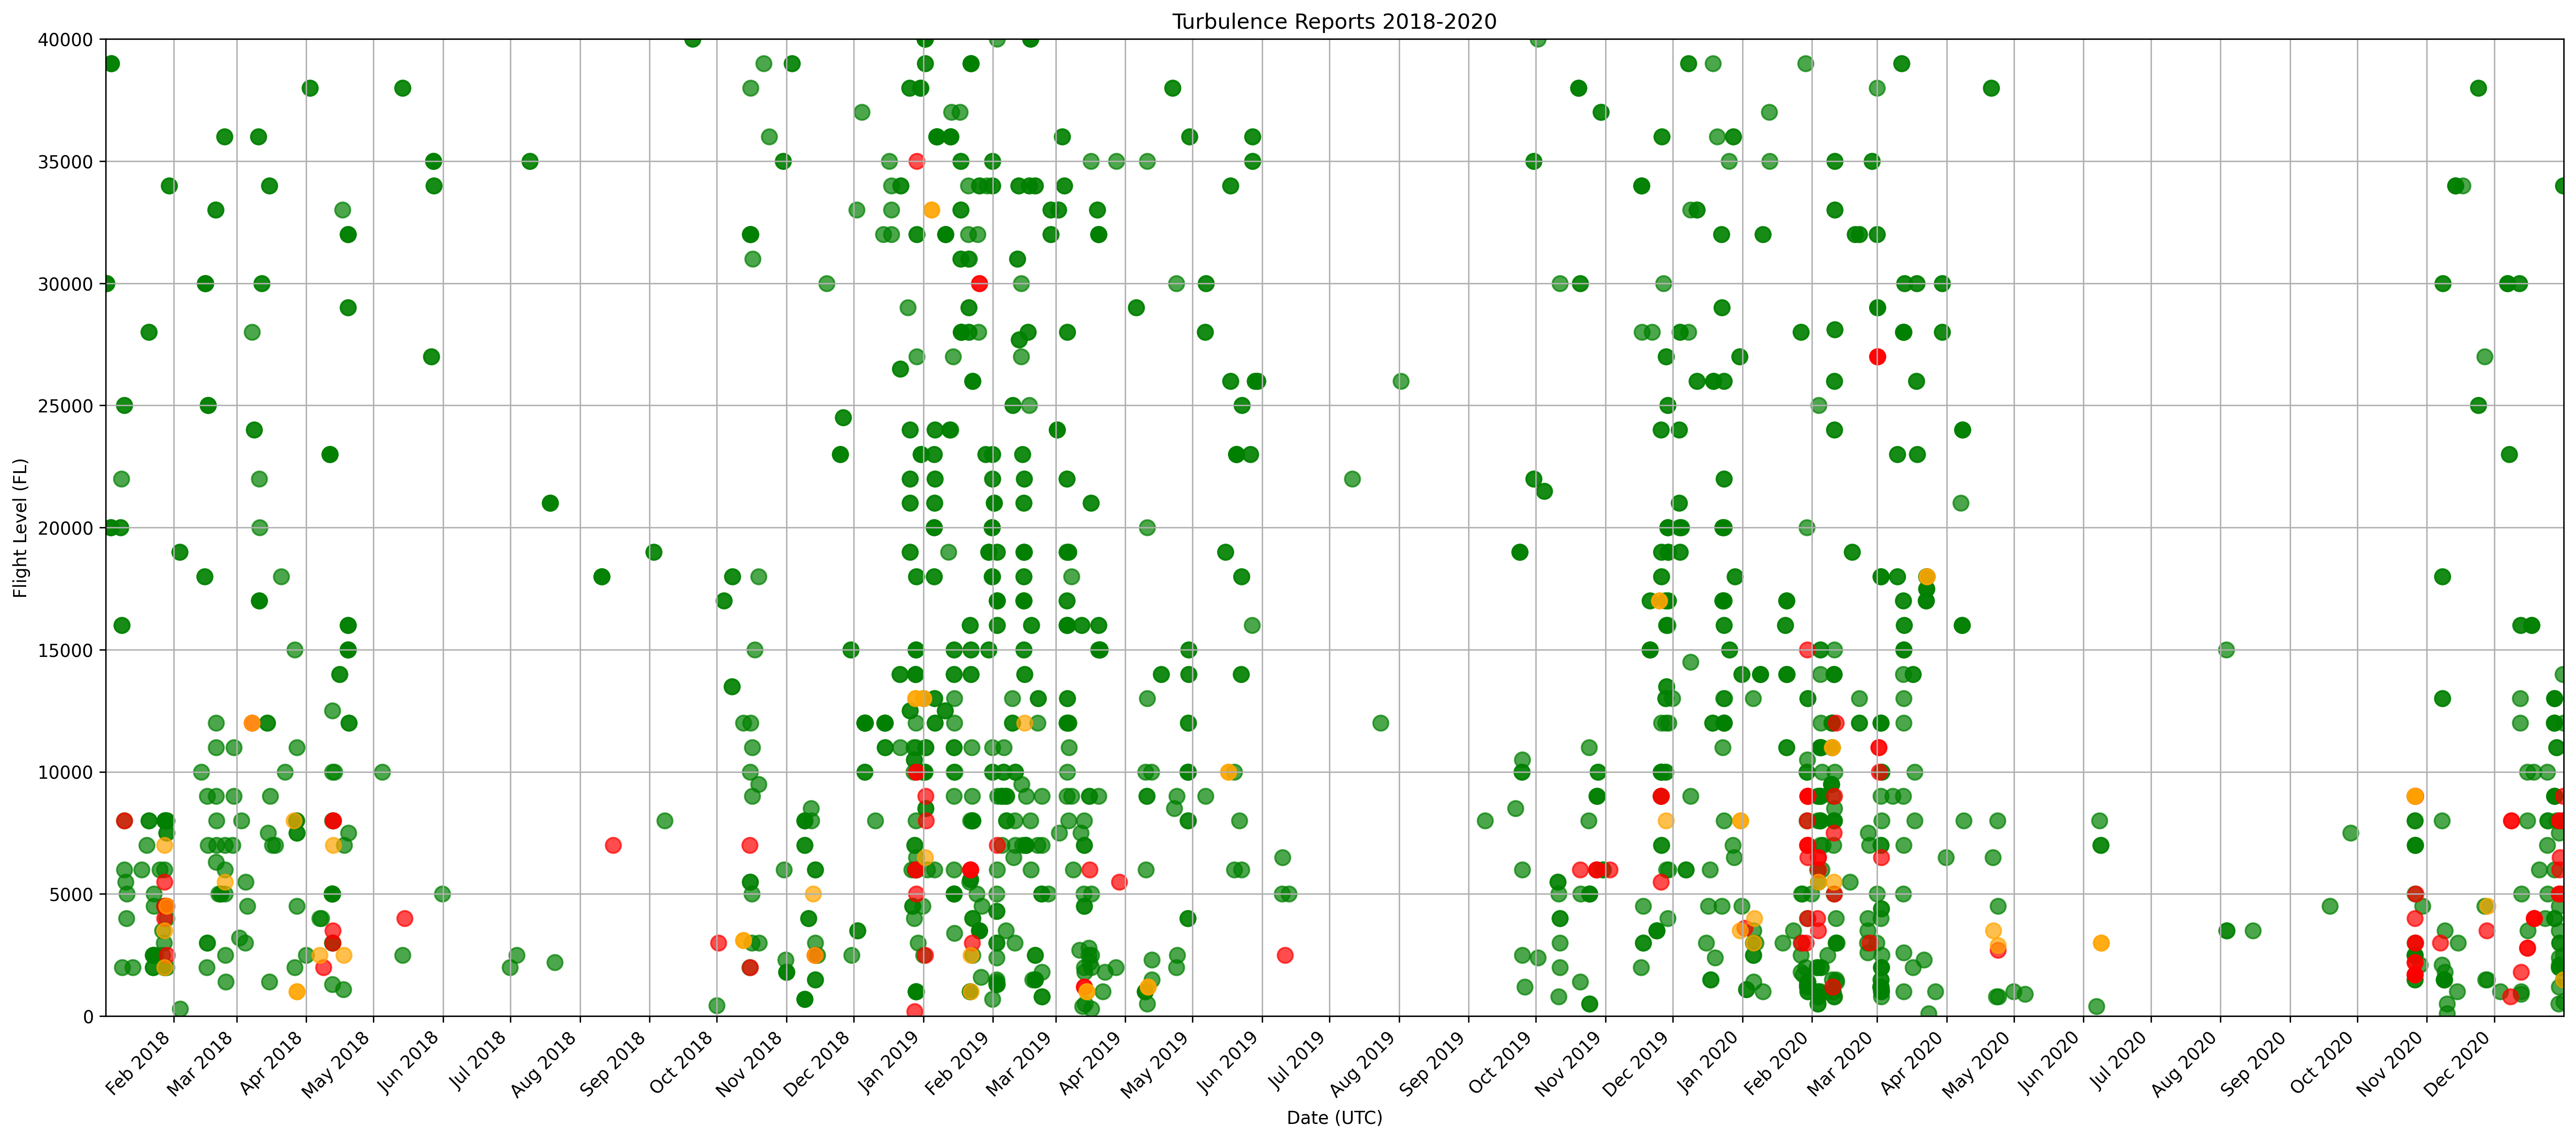 Turbulence Reports 2018-2020
Flight Level (FL)
40000
35000
30000
25000
20000
15000
10000
5000
0
Feb 2018
Mar 2018
Apr 2018
May 2018
Jun 2018
Jul 2018
Aug 2018
Sep 2018
Oct 2018
Nov 2018
Dec 2018
Jan 2019
Feb 2019
Mar 2019
Apr 2019
May 2019
Jun 2019
Jul 2019
Aug 2019
Sep 2019
Oct 2019
Nov 2019
Dec 2019
Jan 2020
Feb 2020
Mar 2020
Apr 2020
May 2020
Jun 2020
Jul 2020
Aug 2020
Sep 2020
Oct 2020
Nov 2020
Dec 2020
Date (UTC)